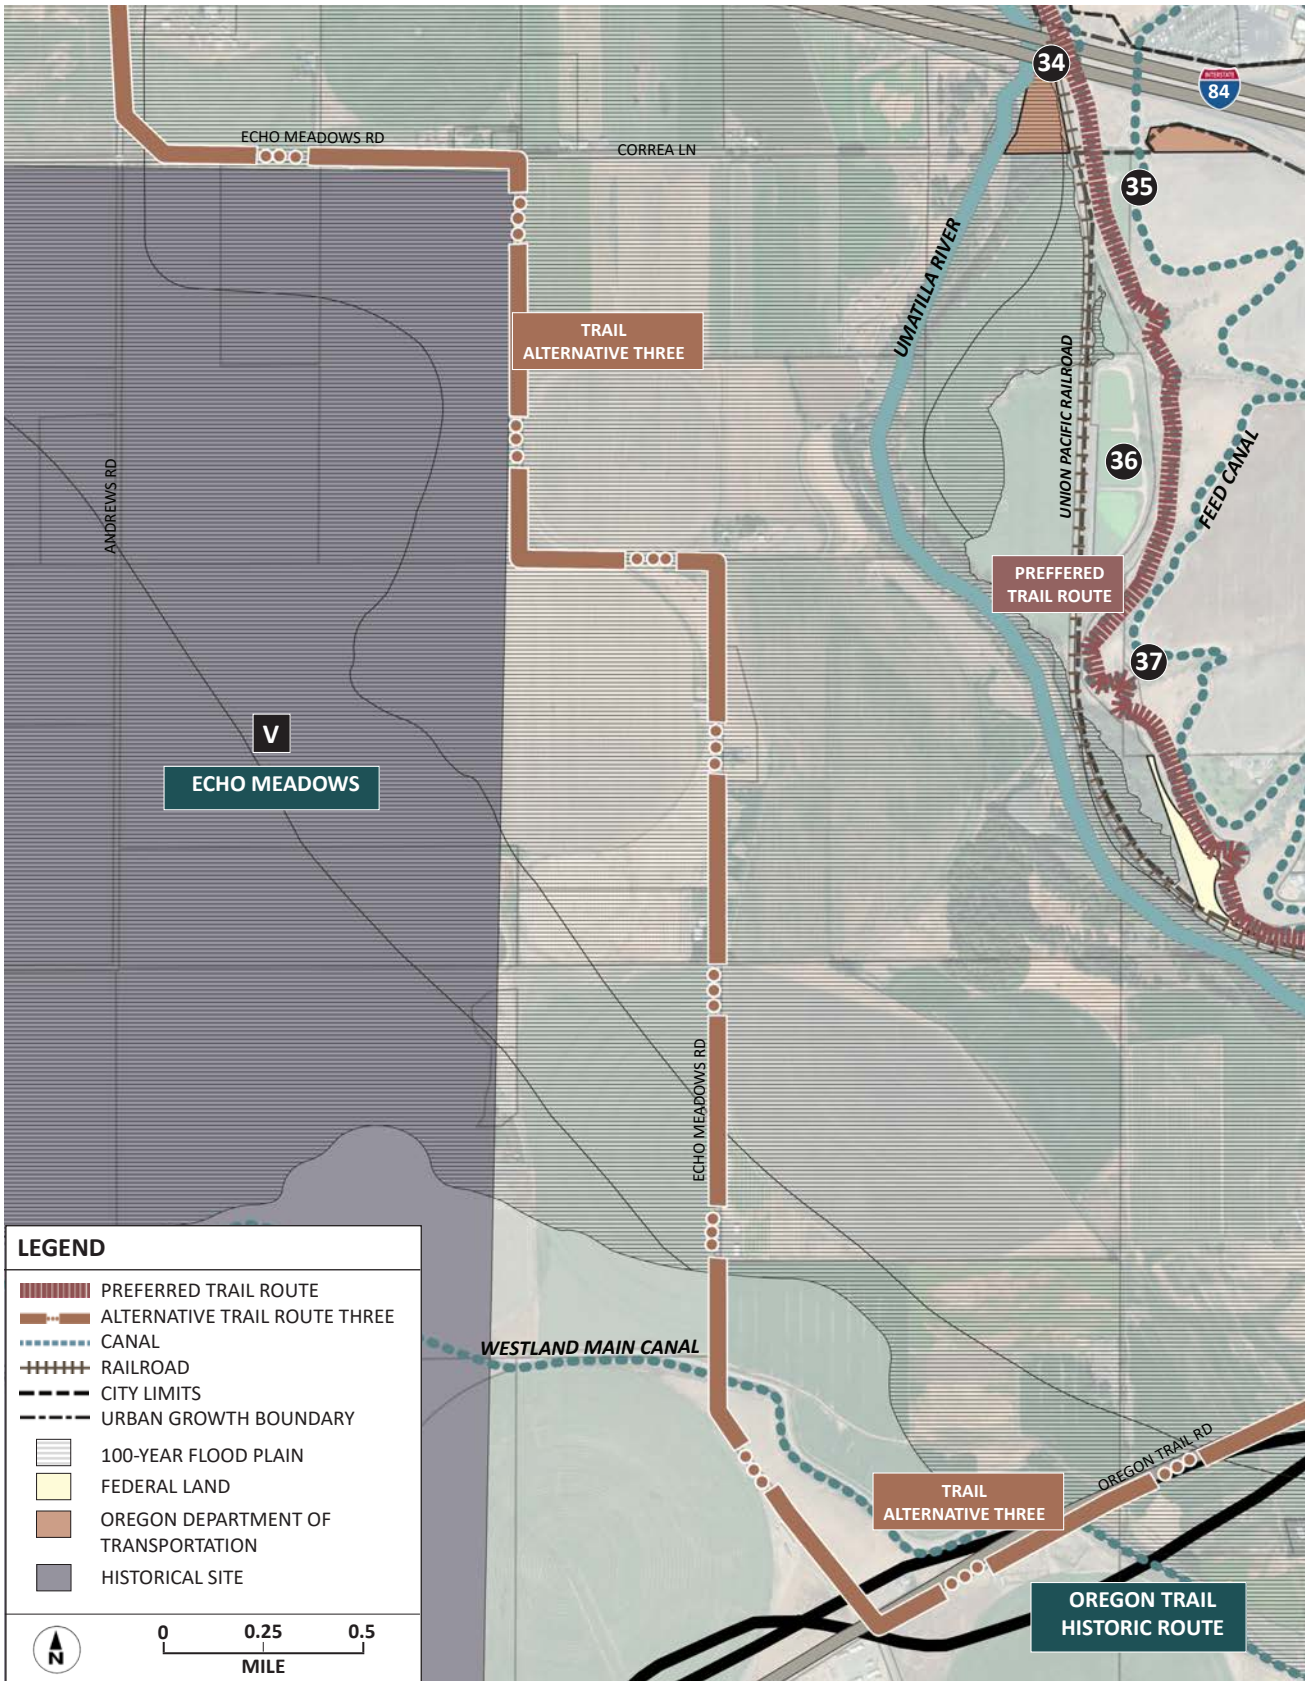 34
INTERSTATE
84
ECHO MEADOWS RD
CORREA LN
35
UMATILLA RIVER
TRAIL
ALTERNATIVE THREE
UNION PACIFIC RAILROAD
ANDREWS RD
36
FEED CANAL
PREFFERED
TRAIL ROUTE
37
V
ECHO MEADOWS
ECHO MEADOWS RD
WESTLAND MAIN CANAL
OREGON TRAIL RD
TRAIL
ALTERNATIVE THREE
OREGON TRAIL
HISTORIC ROUTE
LEGEND
PREFERRED TRAIL ROUTE
ALTERNATIVE TRAIL ROUTE THREE
CANAL
RAILROAD
CITY LIMITS
URBAN GROWTH BOUNDARY
100-YEAR FLOOD PLAIN
FEDERAL LAND
OREGON DEPARTMENT OF
TRANSPORTATION
HISTORICAL SITE
N
0 0.25 0.5
MILE